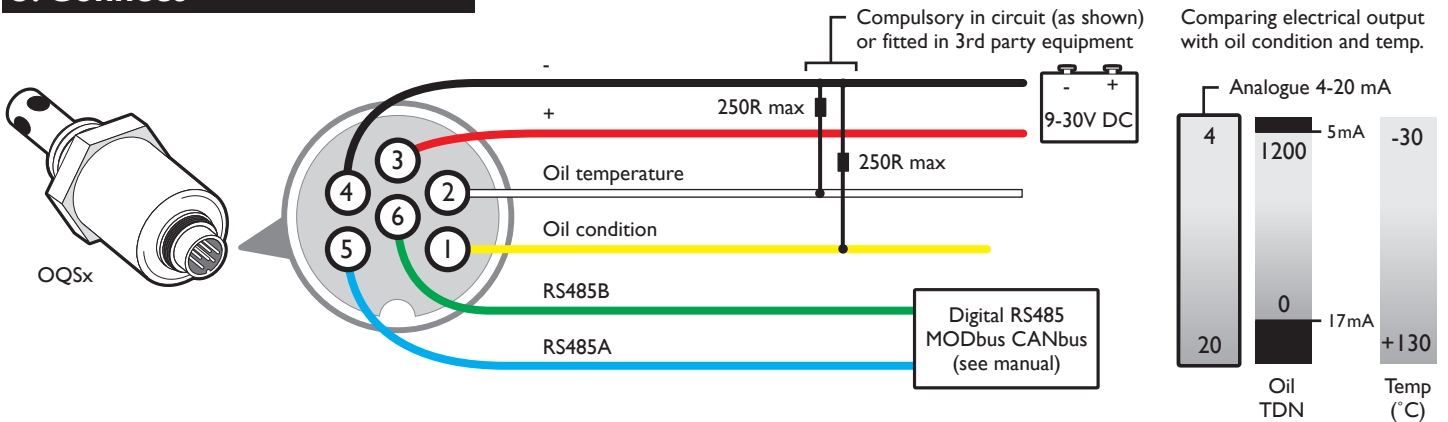 Compulsory in circuit (as shown)
or fitted in 3rd party equipment
Comparing electrical output
with oil condition and temp.
-
+
250R max
250R max
- +
9-30V DC
Analogue 4-20 mA
4
20
5mA
1200
0
17mA
-30
+130
Oil
TDN
Temp
(˚C)
OQSx
3
4
2
6
5
1
Oil temperature
Oil condition
RS485B
RS485A
Digital RS485
MODbus CANbus
(see manual)